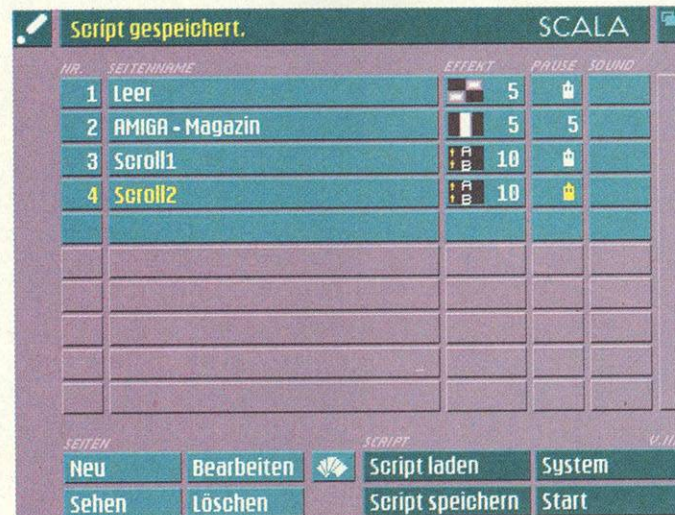 Script gespeichert. SCALA
NR. SEITENNAME EFFEKT PAUSE SOUND
1 Leer 5
2 AMIGA - Magazin 5 5
3 Scroll1 A B 10
4 Scroll2 A B 10
SEITEN SCRIPT
Neu Bearbeiten Script laden System
Sehen Löschen Script speichern Start